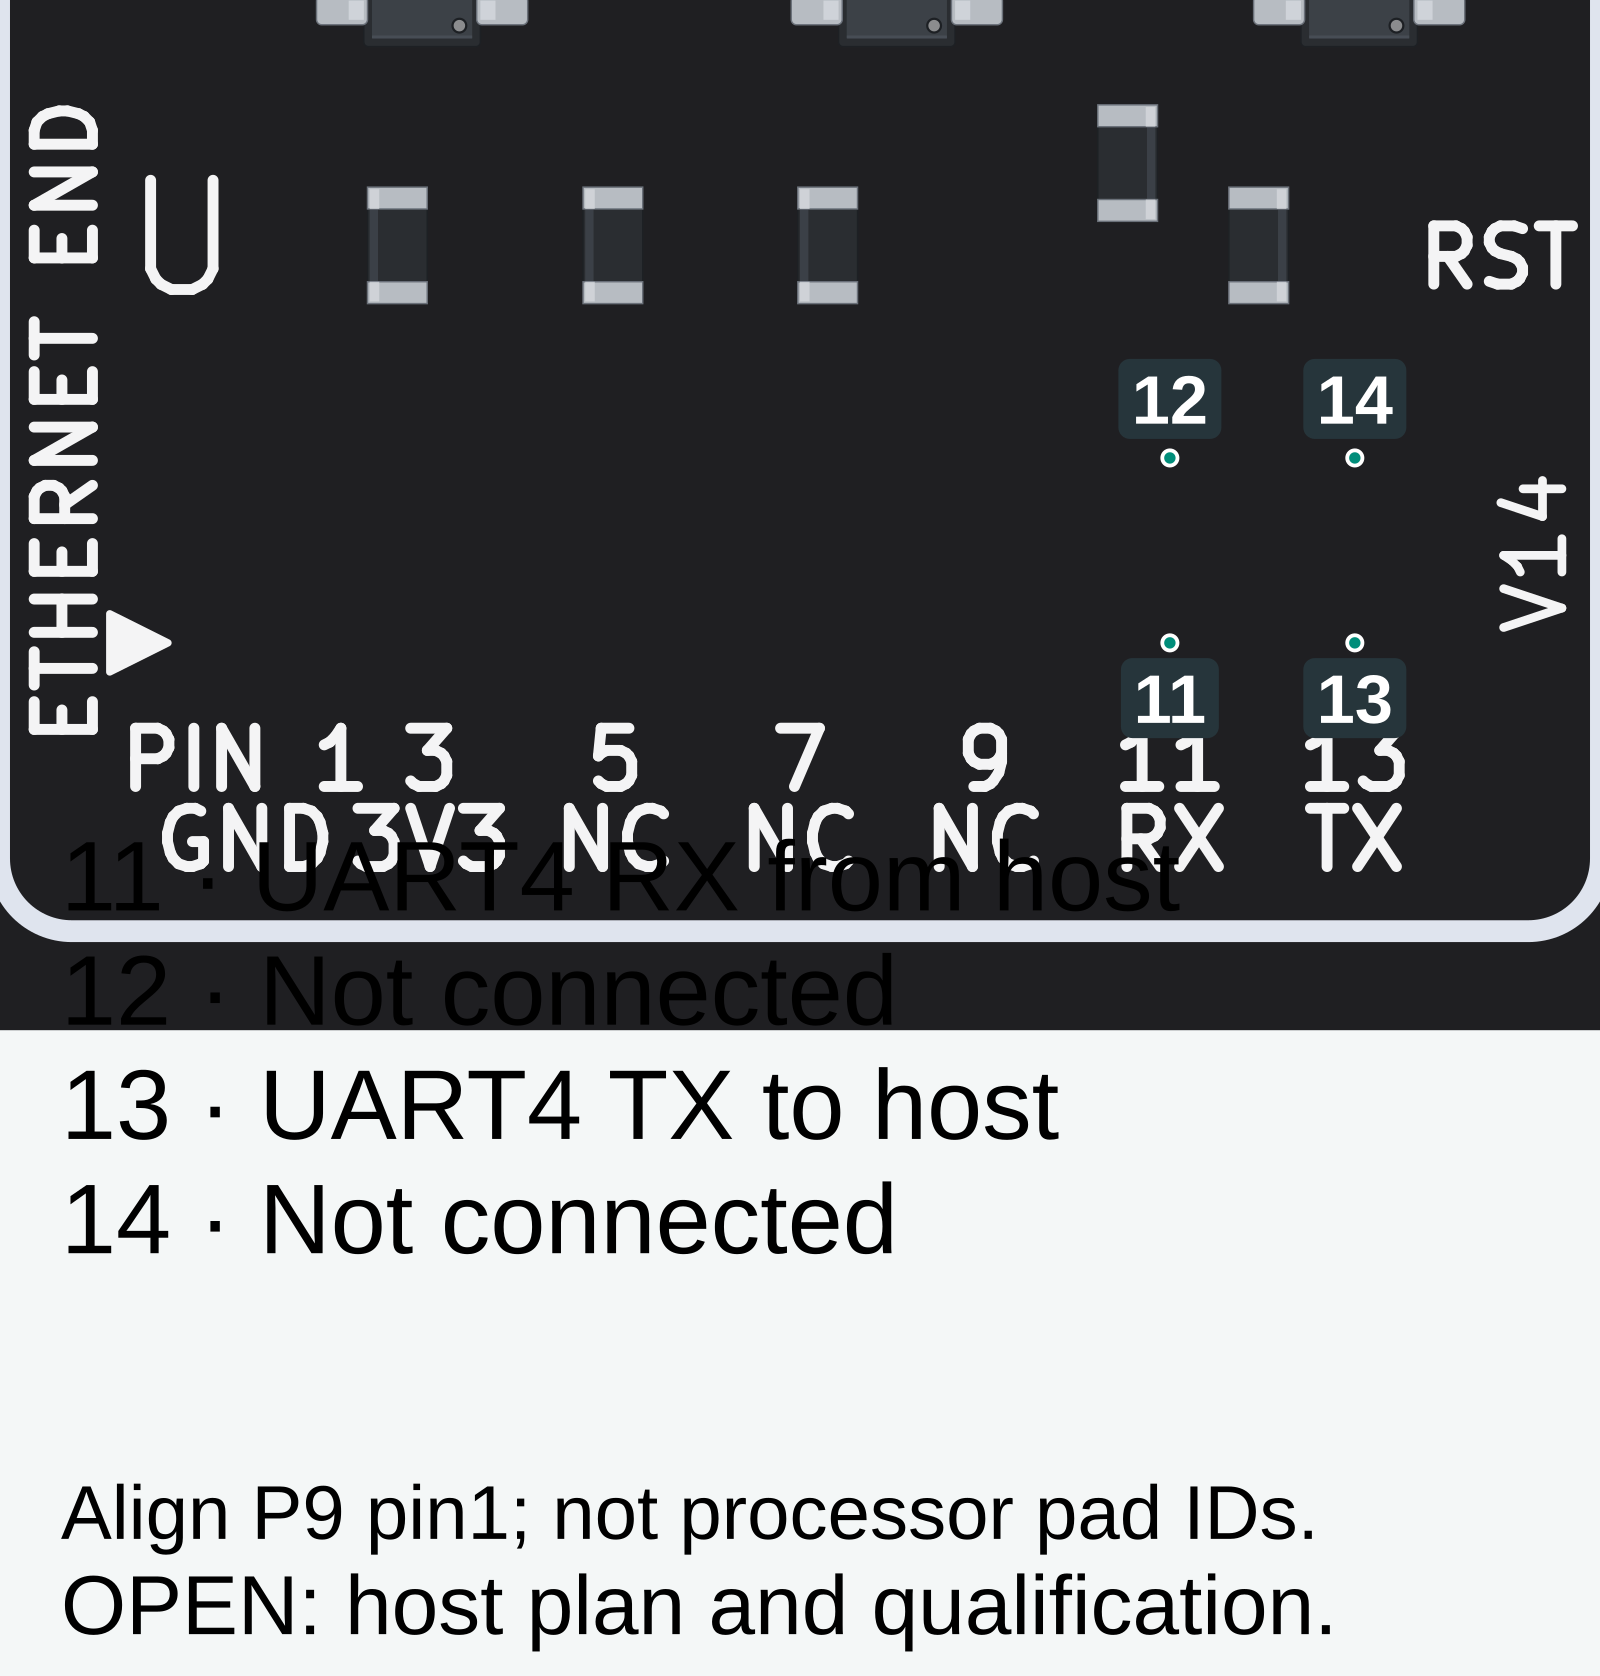 ETHERNET END
U
RST
12 14
V14
11 13
PIN 1 3 5 7 9 11 13
GND 3V3 NC NC NC RX TX
11 · UART4 RX from host
12 · Not connected
13 · UART4 TX to host
14 · Not connected
Align P9 pin1; not processor pad IDs.
OPEN: host plan and qualification.